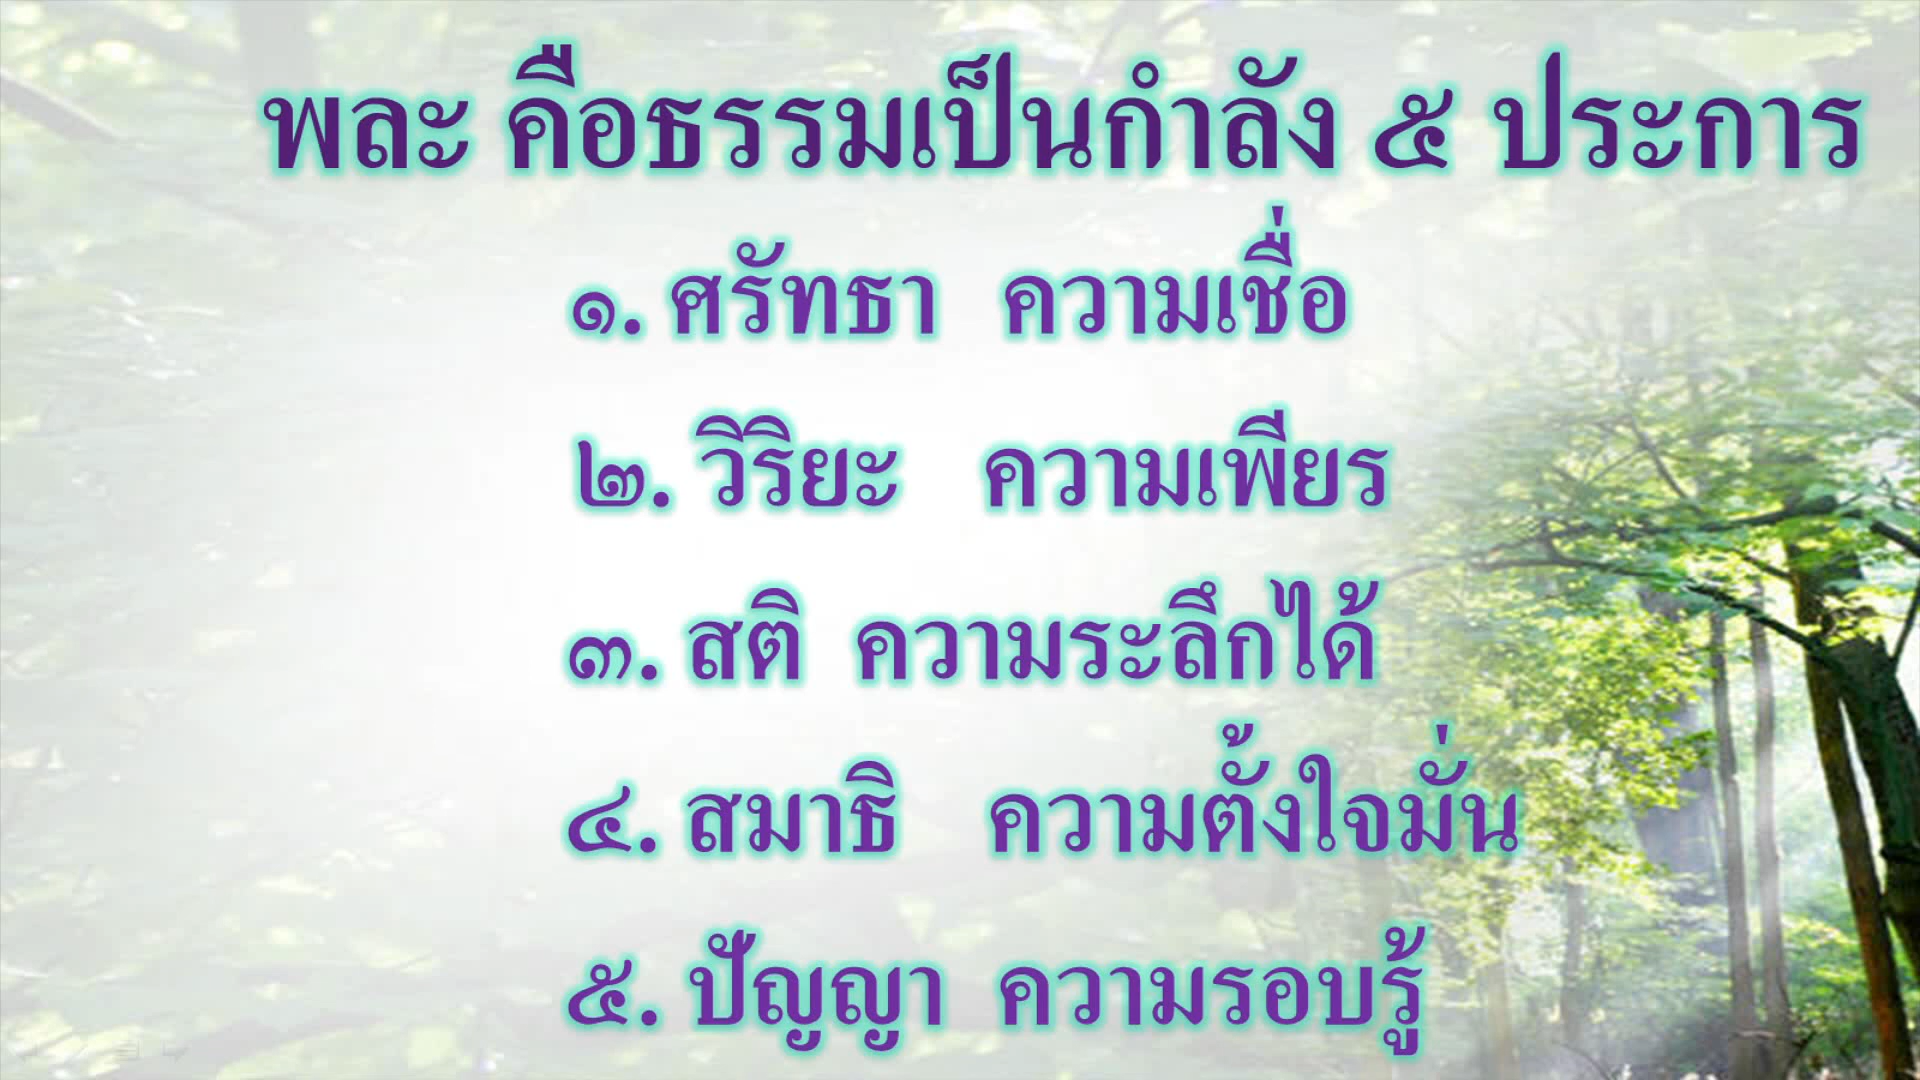 พละ คือธรรมเป็นกำลัง ๕ ประการ
๑. ศรัทธา ความเชื่อ
๒. วิริยะ ความเพียร
๓. สติ ความระลึกได้
๔. สมาธิ ความตั้งใจมั่น
๕. ปัญญา ความรอบรู้